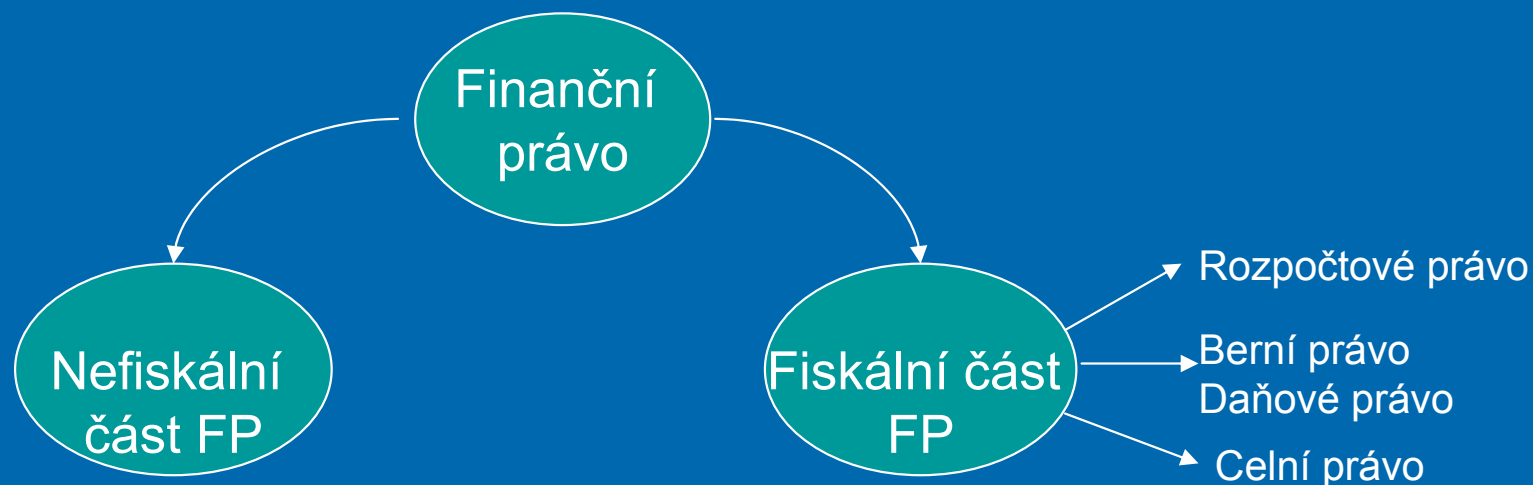 Finanční
právo
Nefiskální
část FP
Fiskální část
FP
Rozpočtové právo
Berní právo
Daňové právo
Celní právo